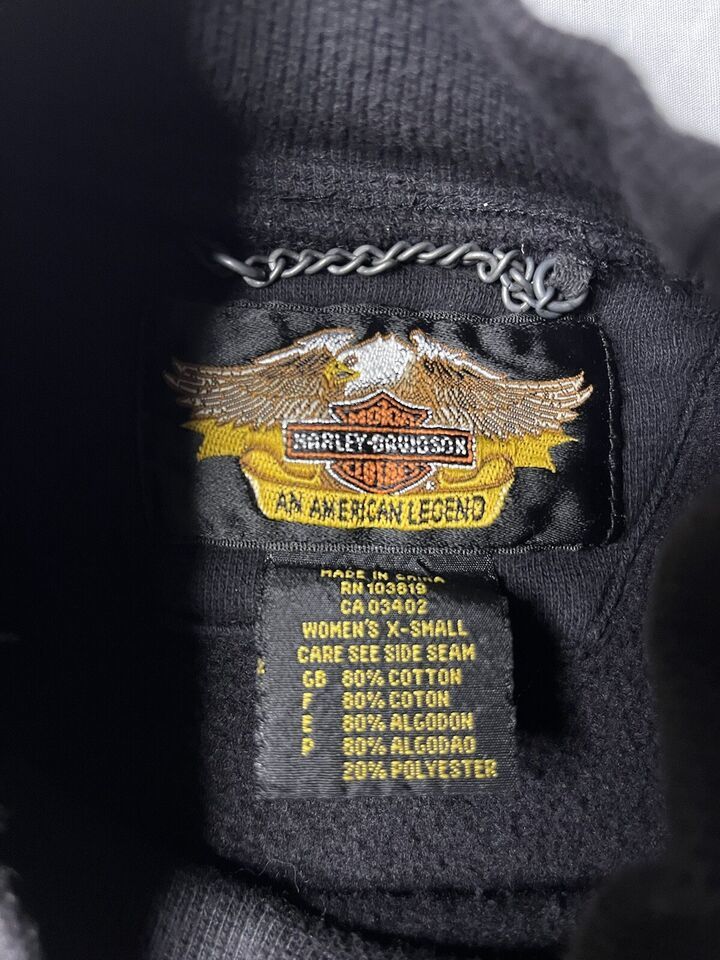 MOTOR
HARLEY-DAVIDSON
AN AMERICAN LEGEND
MADE IN CHINA
RN 103819
CA 03402
WOMEN'S X-SMALL
CARE SEE SIDE SEAM
GB 80% COTTON
F 80% COTON
E 80% ALGODON
P 80% ALGODAO
20% POLYESTER